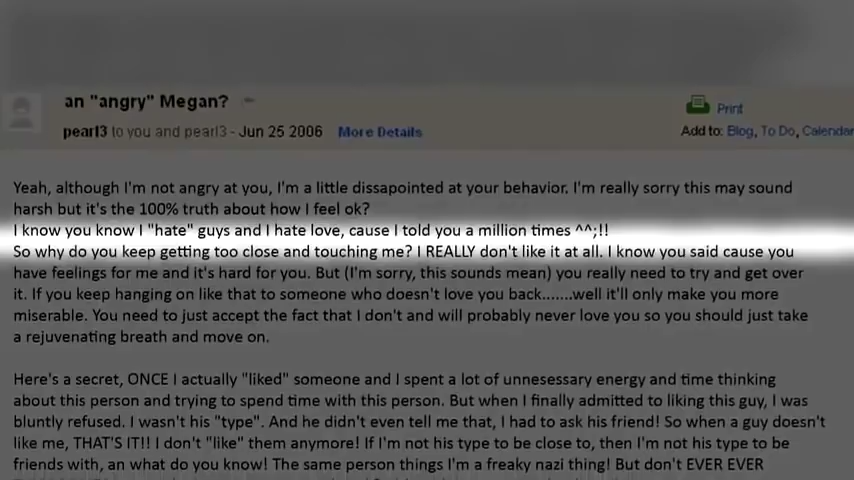 an "angry" Megan?
Print
pearl3 to you and pearl3 - Jun 25 2006 More Details
Add to: Blog, To Do, Calendar
Yeah, although I'm not angry at you, I'm a little dissapointed at your behavior. I'm really sorry this may sound
harsh but it's the 100% truth about how I feel ok?
I know you know I "hate" guys and I hate love, cause I told you a million times ^^;!!
So why do you keep getting too close and touching me? I REALLY don't like it at all. I know you said cause you
have feelings for me and it's hard for you. But (I'm sorry, this sounds mean) you really need to try and get over
it. If you keep hanging on like that to someone who doesn't love you back.......well it'll only make you more
miserable. You need to just accept the fact that I don't and will probably never love you so you should just take
a rejuvenating breath and move on.
Here's a secret, ONCE I actually "liked" someone and I spent a lot of unnesessary energy and time thinking
about this person and trying to spend time with this person. But when I finally admitted to liking this guy, I was
bluntly refused. I wasn't his "type". And he didn't even tell me that, I had to ask his friend! So when a guy doesn't
like me, THAT'S IT!! I don't "like" them anymore! If I'm not his type to be close to, then I'm not his type to be
friends with, an what do you know! The same person things I'm a freaky nazi thing! But don't EVER EVER